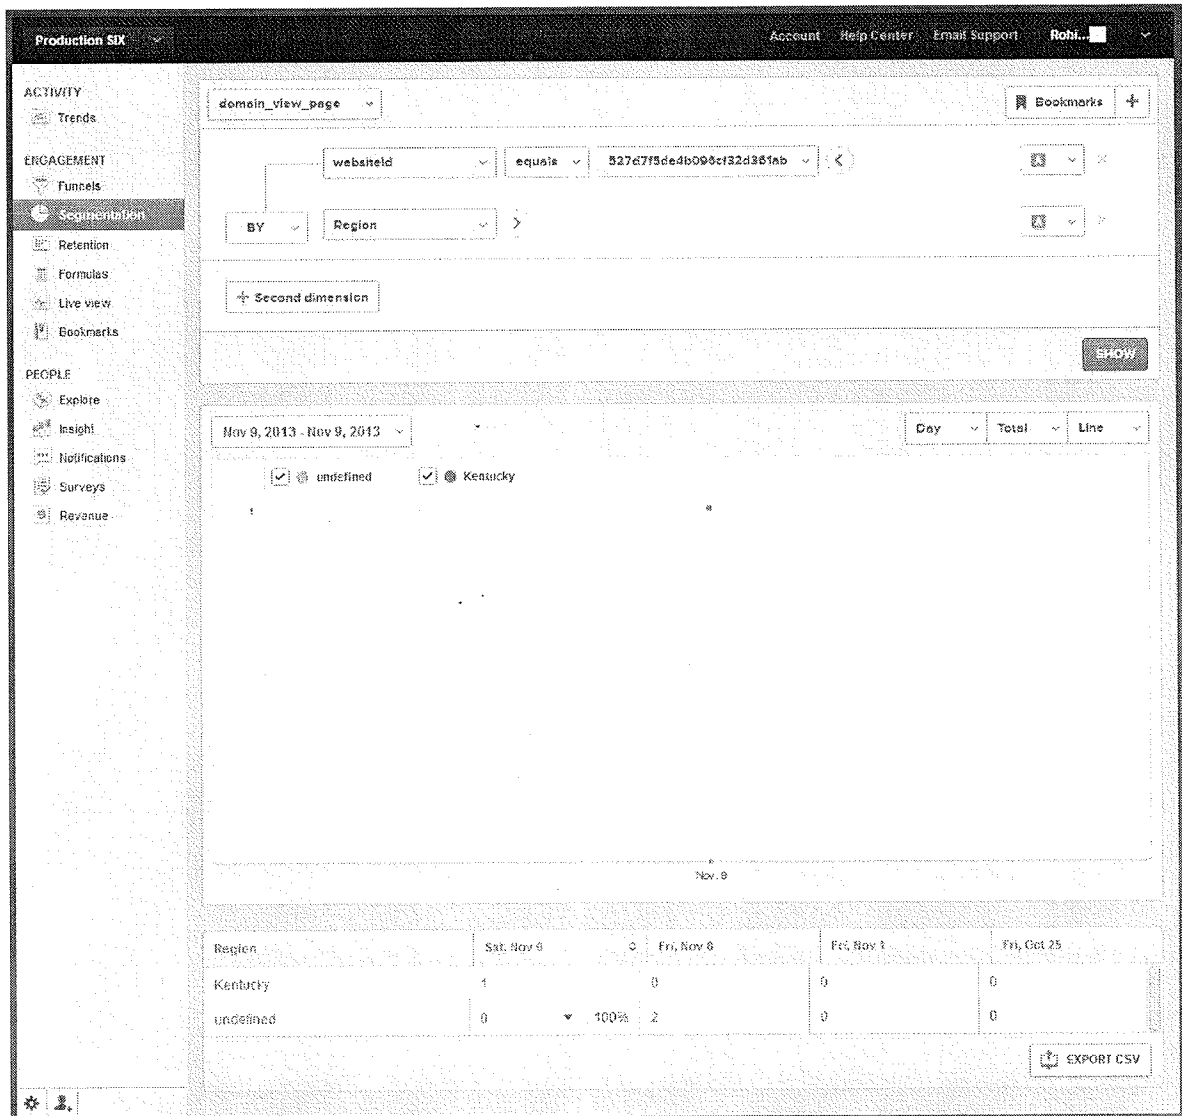 Production SIX
Account Help Center Email Support Rohi...
ACTIVITY
Trends
ENGAGEMENT
Funnels
Segmentation
Retention
Formulas
Live view
Bookmarks
PEOPLE
Explore
Insight
Notifications
Surveys
Revenue
domain_view_page
Bookmarks
websiteId equals
BY Region
Second dimension
SHOW
Nov 9, 2013 - Nov 9, 2013
Day Total Line
undefined Kentucky
Nov. 9
Region Sat, Nov 9 Fri, Nov 8 Fri, Nov 1 Fri, Oct 25
Kentucky 1 0 0 0
undefined 0 100% 2 0 0
EXPORT CSV